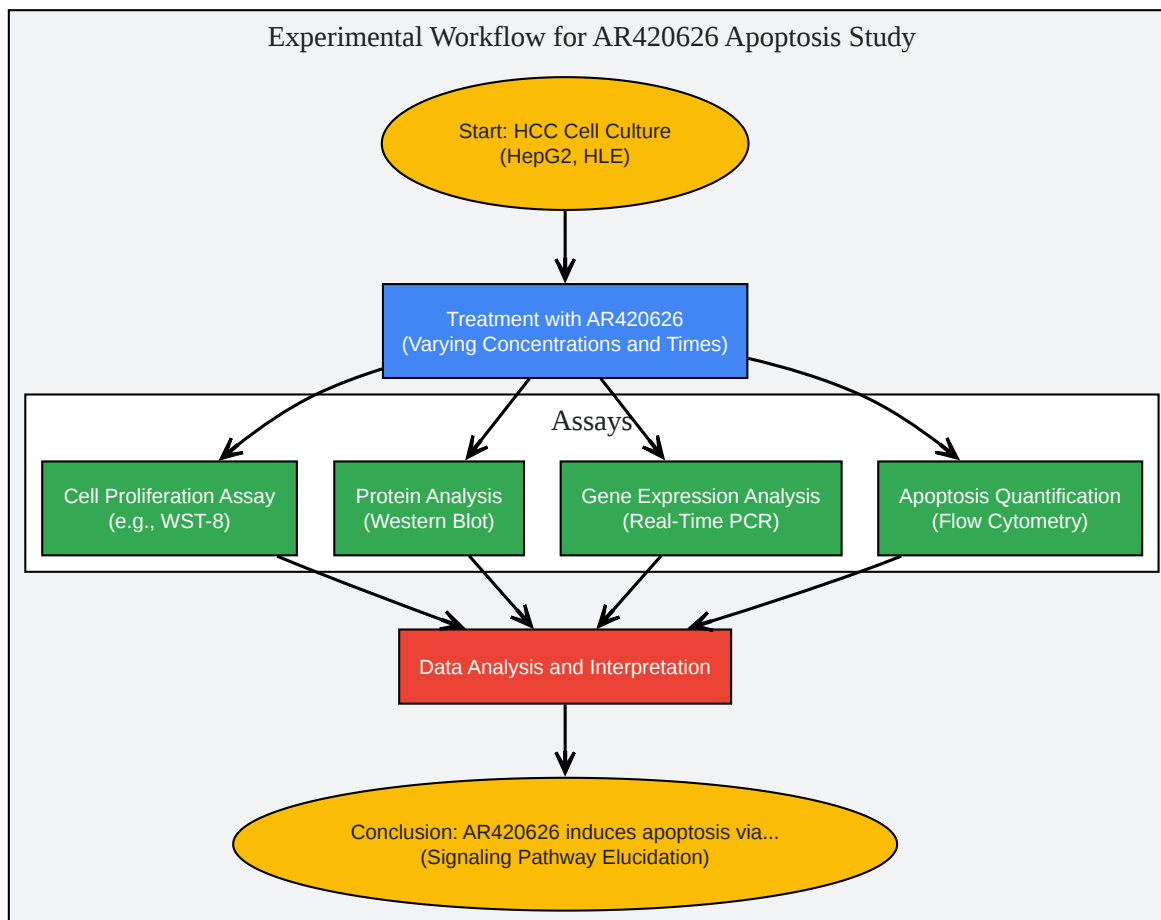 Experimental Workflow for AR420626 Apoptosis Study
Start: HCC Cell Culture
(HepG2, HLE)
Treatment with AR420626
(Varying Concentrations and Times)
Assays
Cell Proliferation Assay
(e.g., WST-8)
Protein Analysis
(Western Blot)
Gene Expression Analysis
(Real-Time PCR)
Apoptosis Quantification
(Flow Cytometry)
Data Analysis and Interpretation
Conclusion: AR420626 induces apoptosis via...
(Signaling Pathway Elucidation)